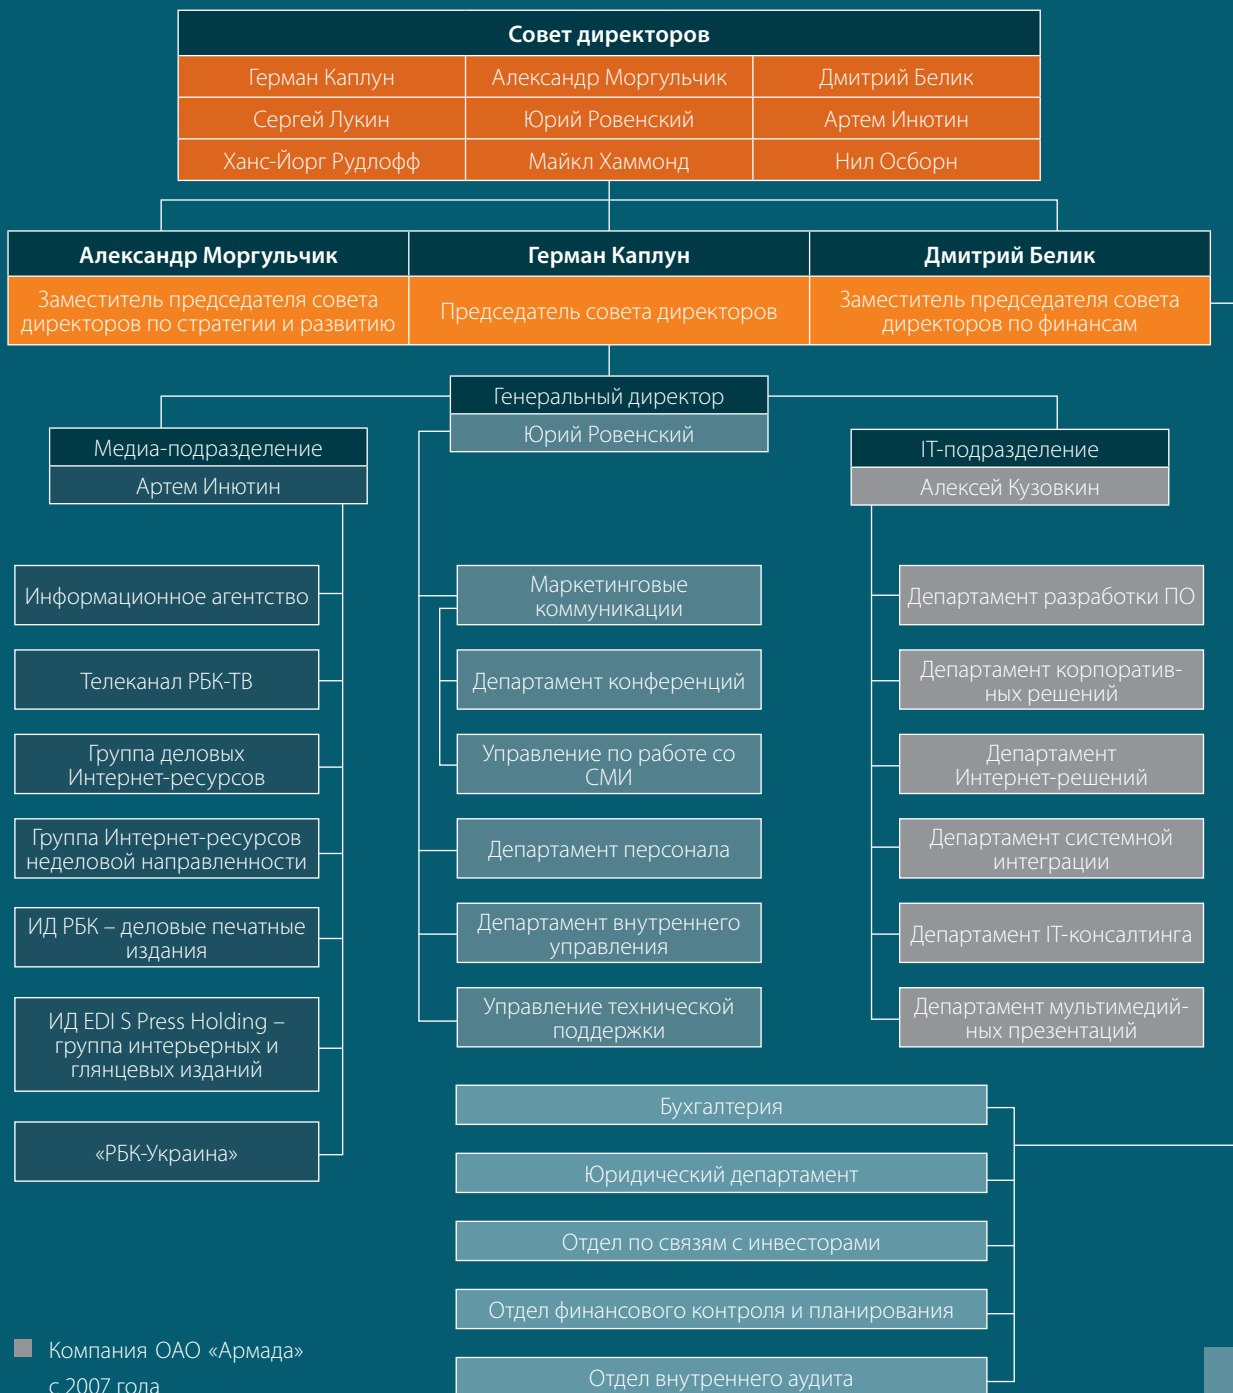 Совет директоров
Герман Каплун
Александр Моргульчик
Дмитрий Белик
Сергей Лукин
Юрий Ровенский
Артем Инютин
Ханс-Йорг Рудлофф
Майкл Хаммонд
Нил Осборн
Александр Моргульчик
Заместитель председателя совета
директоров по стратегии и развитию
Герман Каплун
Председатель совета директоров
Дмитрий Белик
Заместитель председателя совета
директоров по финансам
Генеральный директор
Юрий Ровенский
Медиа-подразделение
Артем Инютин
IT-подразделение
Алексей Кузовкин
Информационное агентство
Телеканал РБК-ТВ
Группа деловых
Интернет-ресурсов
Группа Интернет-ресурсов
неделовой направленности
ИД РБК – деловые печатные
издания
ИД EDI S Press Holding –
группа интерьерных и
глянцевых изданий
«РБК-Украина»
Маркетинговые
коммуникации
Департамент конференций
Управление по работе со
СМИ
Департамент персонала
Департамент внутреннего
управления
Управление технической
поддержки
Департамент разработки ПО
Департамент корпоратив-
ных решений
Департамент
Интернет-решений
Департамент системной
интеграции
Департамент IT-консалтинга
Департамент мультимедий-
ных презентаций
Бухгалтерия
Юридический департамент
Отдел по связям с инвесторами
Отдел финансового контроля и планирования
Отдел внутреннего аудита
Компания ОАО «Армада»
с 2007 года